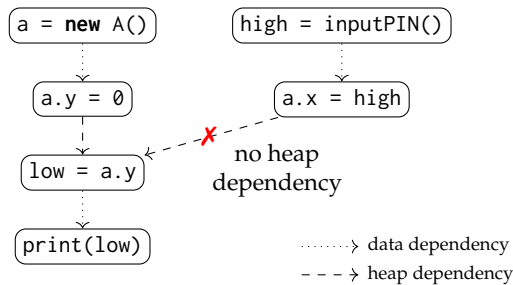 a = new A()
high = inputPIN()
a.y = 0
a.x = high
✗
no heap
dependency
low = a.y
print(low)
data dependency
heap dependency